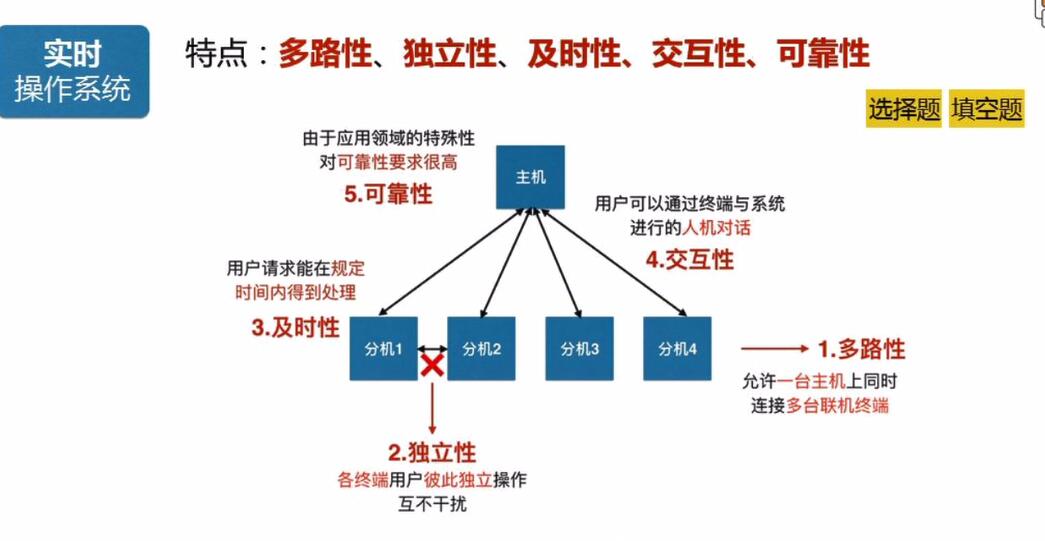 实时
操作系统
特点：多路性、独立性、及时性、交互性、可靠性
选择题 填空题
由于应用领域的特殊性
对可靠性要求很高
5.可靠性
主机
用户可以通过终端与系统
进行的人机对话
4.交互性
用户请求能在规定
时间内得到处理
3.及时性
分机1
分机2
分机3
分机4
1.多路性
允许一台主机上同时
连接多台联机终端
2.独立性
各终端用户彼此独立操作
互不干扰